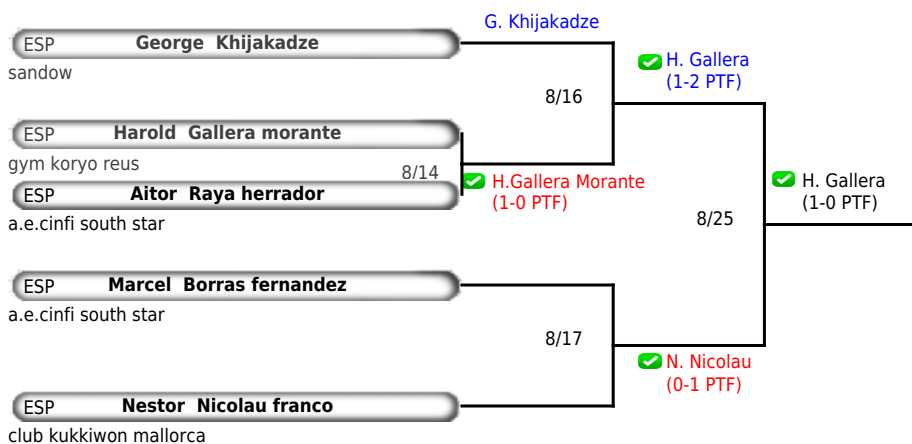 G. Khijakadze
ESP George Khijakadze
sandow
H. Gallera
(1-2 PTF)
8/16
ESP Harold Gallera morante
gym koryo reus
8/14
H.Gallera Morante
(1-0 PTF)
H. Gallera
(1-0 PTF)
ESP Aitor Raya herrador
a.e.cinfi south star
8/25
ESP Marcel Borras fernandez
a.e.cinfi south star
8/17
N. Nicolau
(0-1 PTF)
ESP Nestor Nicolau franco
club kukkiwon mallorca